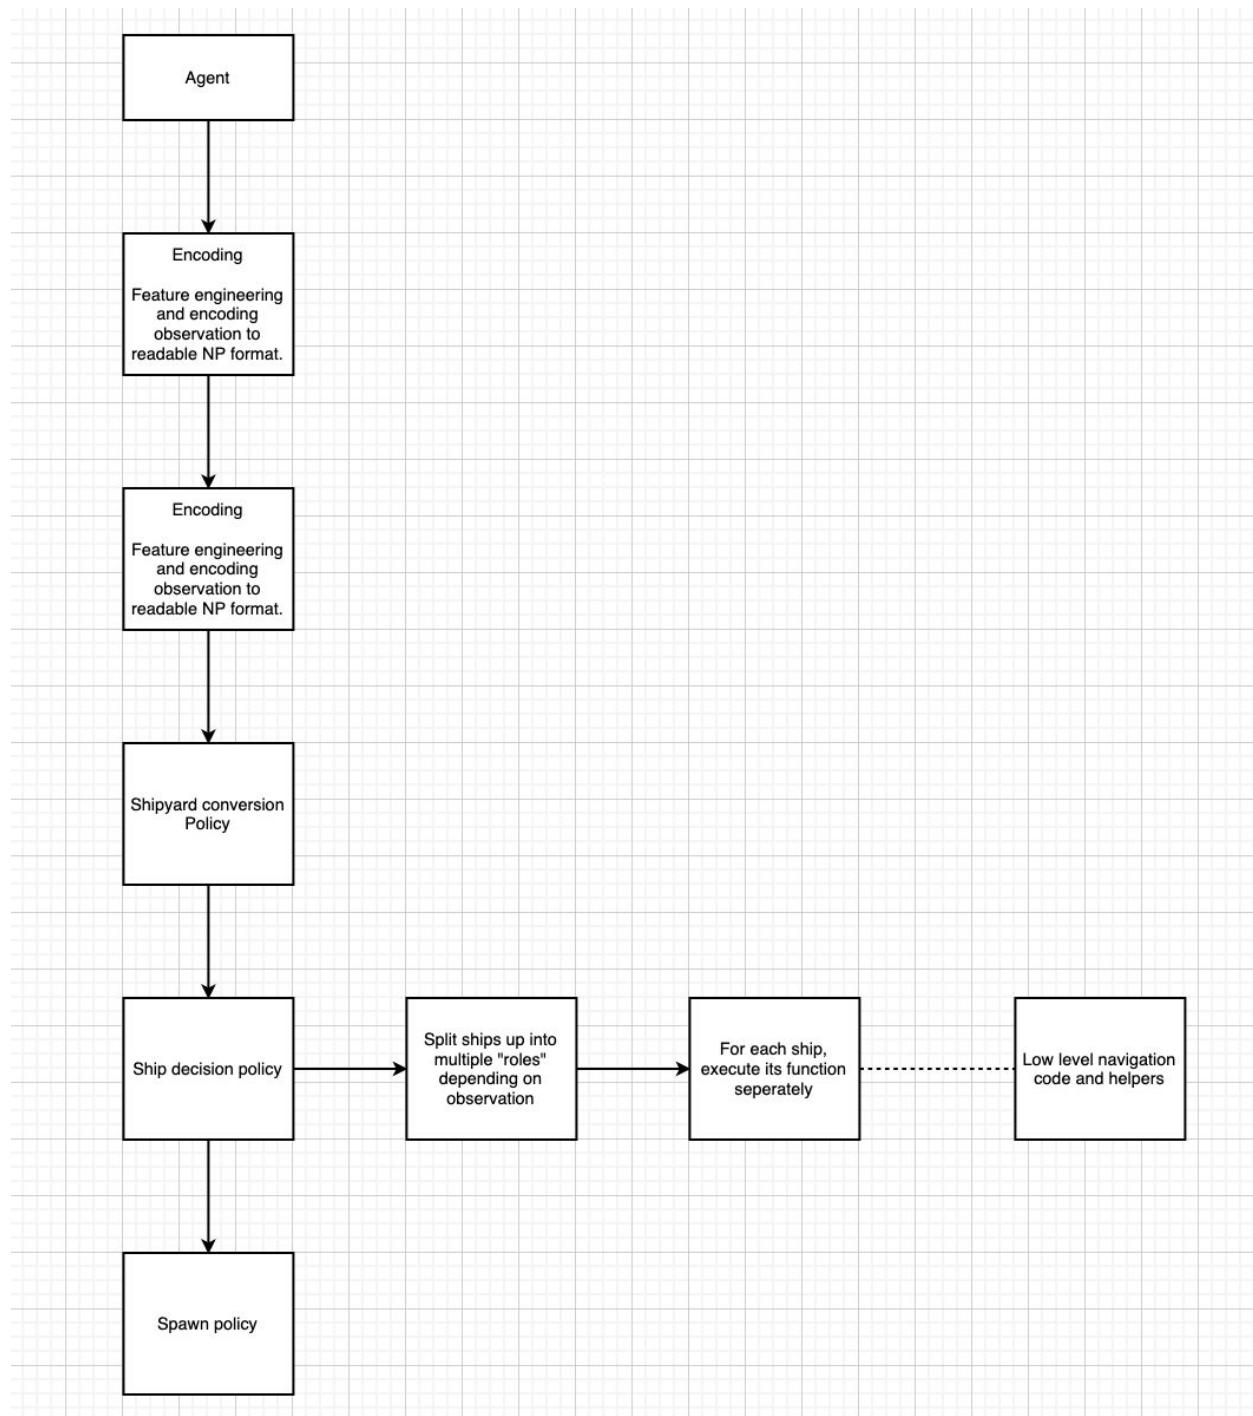 Agent
Encoding
Feature engineering
and encoding
observation to
readable NP format.
Encoding
Feature engineering
and encoding
observation to
readable NP format.
Shipyard conversion
Policy
Ship decision policy
Split ships up into
multiple "roles"
depending on
observation
For each ship,
execute its function
seperately
Low level navigation
code and helpers
Spawn policy